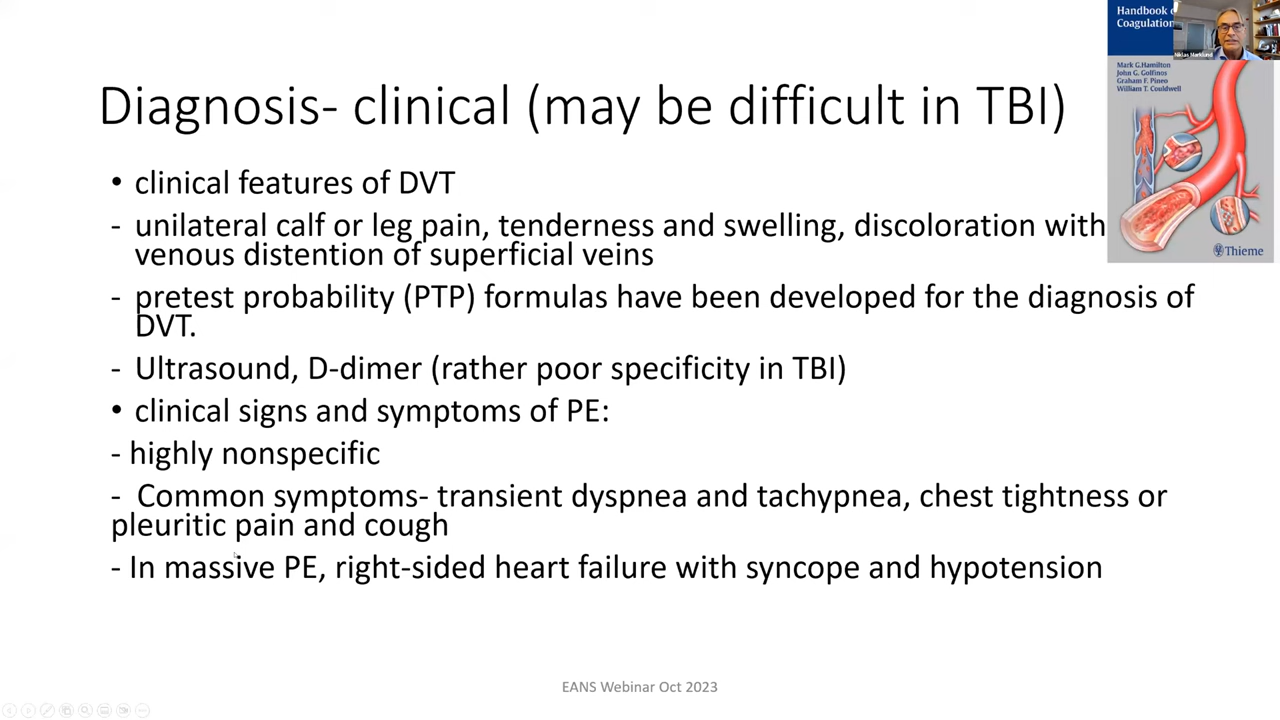 Handbook
Coagulation
Niklas Marklund
Mark G.Hamilton
John G. Golfinos
Graham F. Pineo
William T. Couldwell
Thieme
Diagnosis- clinical (may be difficult in TBI)
• clinical features of DVT
- unilateral calf or leg pain, tenderness and swelling, discoloration with
venous distention of superficial veins
- pretest probability (PTP) formulas have been developed for the diagnosis of
DVT.
- Ultrasound, D-dimer (rather poor specificity in TBI)
• clinical signs and symptoms of PE:
- highly nonspecific
- Common symptoms- transient dyspnea and tachypnea, chest tightness or
pleuritic pain and cough
- In massive PE, right-sided heart failure with syncope and hypotension
EANS Webinar Oct 2023